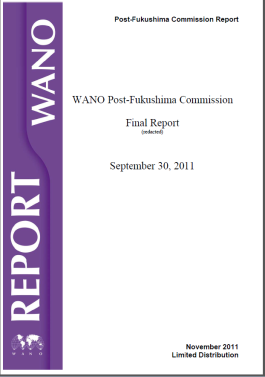 Post-Fukushima Commission Report
WANO
REPORT
WANO Post-Fukushima Commission
Final Report
(redacted)
September 30, 2011
WANO
November 2011
Limited Distribution